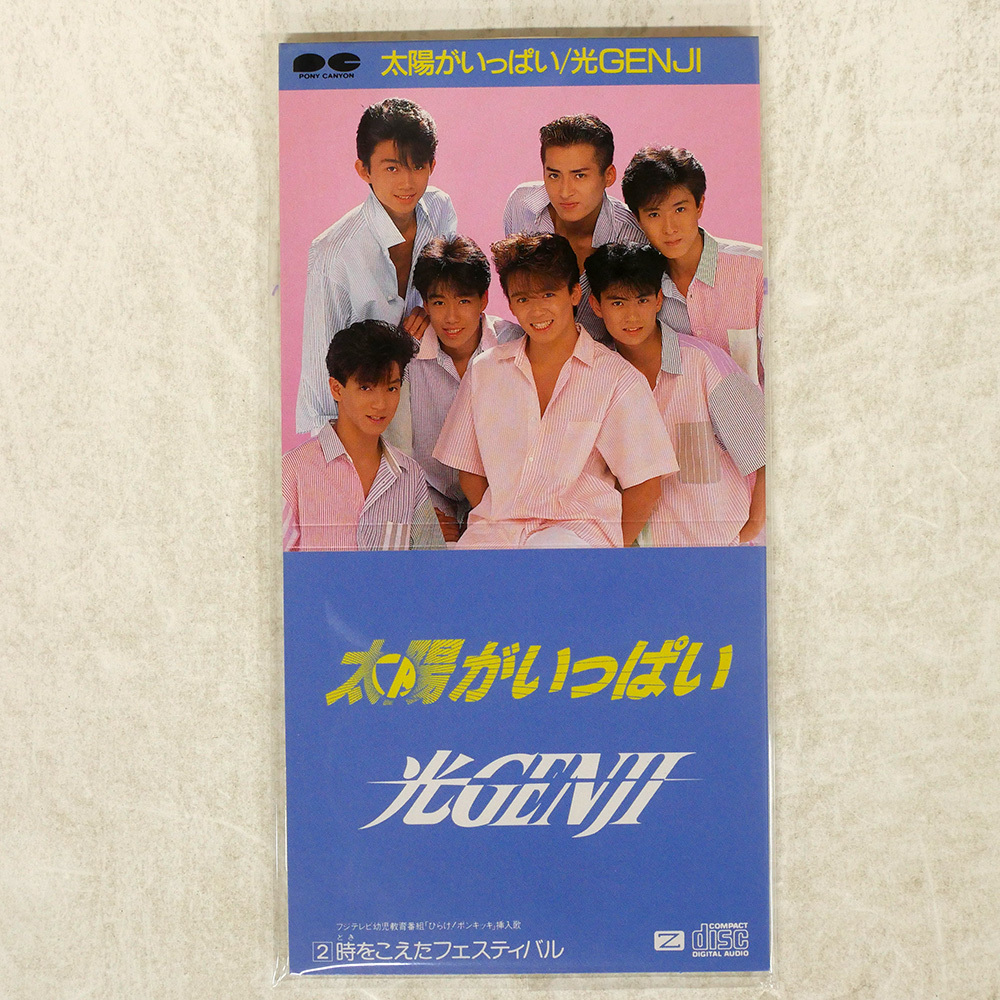 PONY CANYON
太陽がいっぱい/光GENJI
太陽がいっぱい
光GENJI
フジテレビ幼児教育番組「ひらけ!ポンキッキ」挿入歌
とき
2 時をこえたフェスティバル
Z
COMPACT
disc
DIGITAL AUDIO